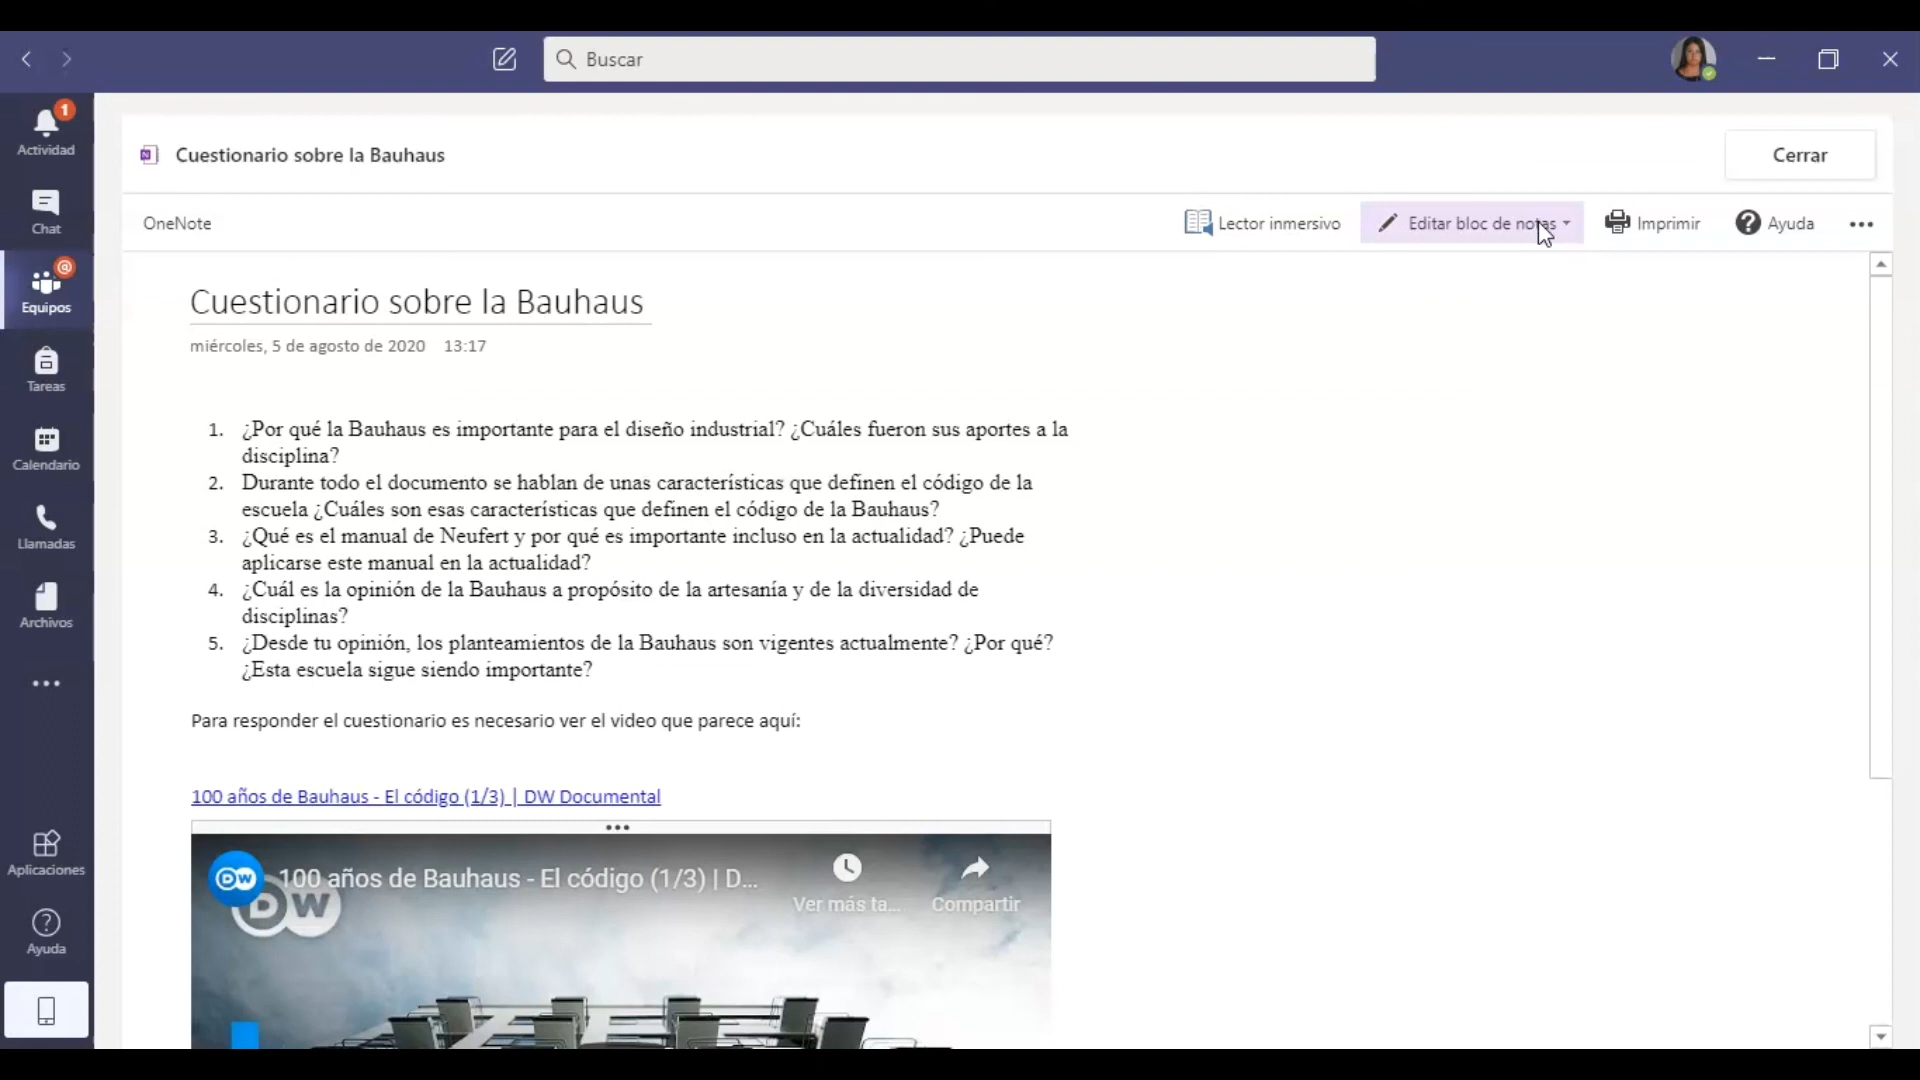 Buscar
1
Actividad
Chat
@
Equipos
Tareas
Calendario
Llamadas
Archivos
Aplicaciones
Ayuda
Cuestionario sobre la Bauhaus
Cerrar
OneNote
Lector inmersivo
Editar bloc de notas
Imprimir
Ayuda
Cuestionario sobre la Bauhaus
miércoles, 5 de agosto de 2020 13:17
1. ¿Por qué la Bauhaus es importante para el diseño industrial? ¿Cuáles fueron sus aportes a la
disciplina?
2. Durante todo el documento se hablan de unas características que definen el código de la
escuela ¿Cuáles son esas características que definen el código de la Bauhaus?
3. ¿Qué es el manual de Neufert y por qué es importante incluso en la actualidad? ¿Puede
aplicarse este manual en la actualidad?
4. ¿Cuál es la opinión de la Bauhaus a propósito de la artesanía y de la diversidad de
disciplinas?
5. ¿Desde tu opinión, los planteamientos de la Bauhaus son vigentes actualmente? ¿Por qué?
¿Esta escuela sigue siendo importante?
Para responder el cuestionario es necesario ver el video que parece aquí:
100 años de Bauhaus - El código (1/3) | DW Documental
DW
100 años de Bauhaus - El código (1/3) | D...
DW
Ver más ta...
Compartir